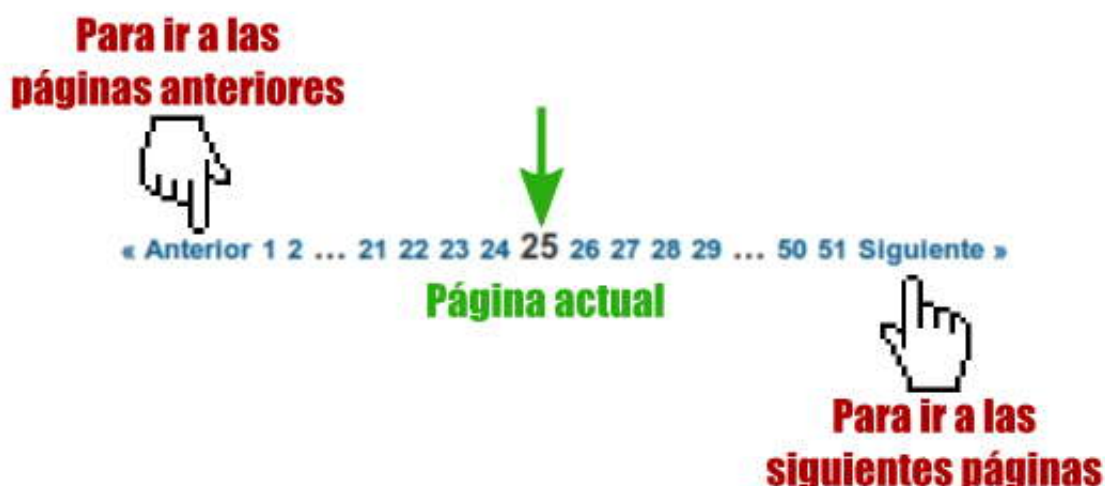 Para ir a las
páginas anteriores
« Anterior 1 2 ... 21 22 23 24 25 26 27 28 29 ... 50 51 Siguiente »
Página actual
Para ir a las
siguientes páginas